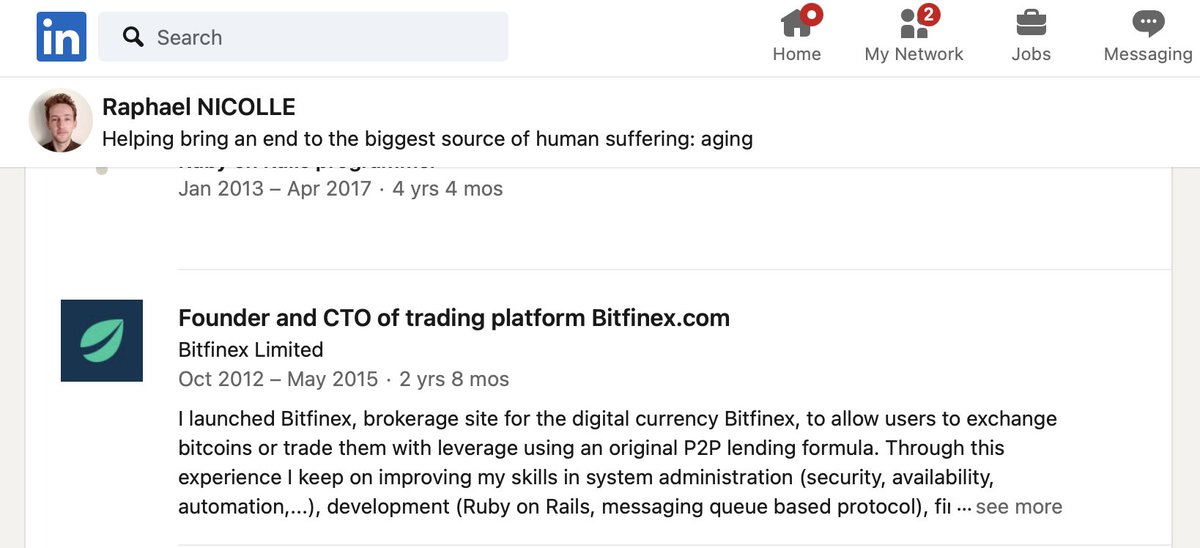 in
Search
2
Home
My Network
Jobs
Messaging
Raphael NICOLLE
Helping bring an end to the biggest source of human suffering: aging
Ruby on Rails programmer
Jan 2013 – Apr 2017 · 4 yrs 4 mos
Founder and CTO of trading platform Bitfinex.com
Bitfinex Limited
Oct 2012 – May 2015 · 2 yrs 8 mos
I launched Bitfinex, brokerage site for the digital currency Bitfinex, to allow users to exchange
bitcoins or trade them with leverage using an original P2P lending formula. Through this
experience I keep on improving my skills in system administration (security, availability,
automation,...), development (Ruby on Rails, messaging queue based protocol), ... see more